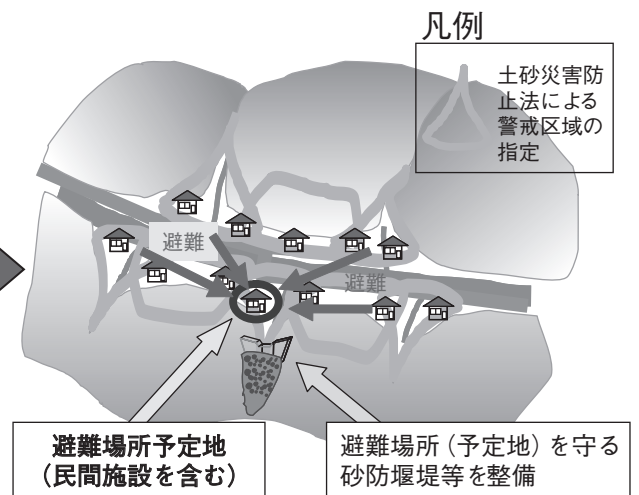 凡例
土砂災害防
止法による
警戒区域の
指定
避難
避難
避難場所予定地
（民間施設を含む）
避難場所（予定地）を守る
砂防堰堤等を整備